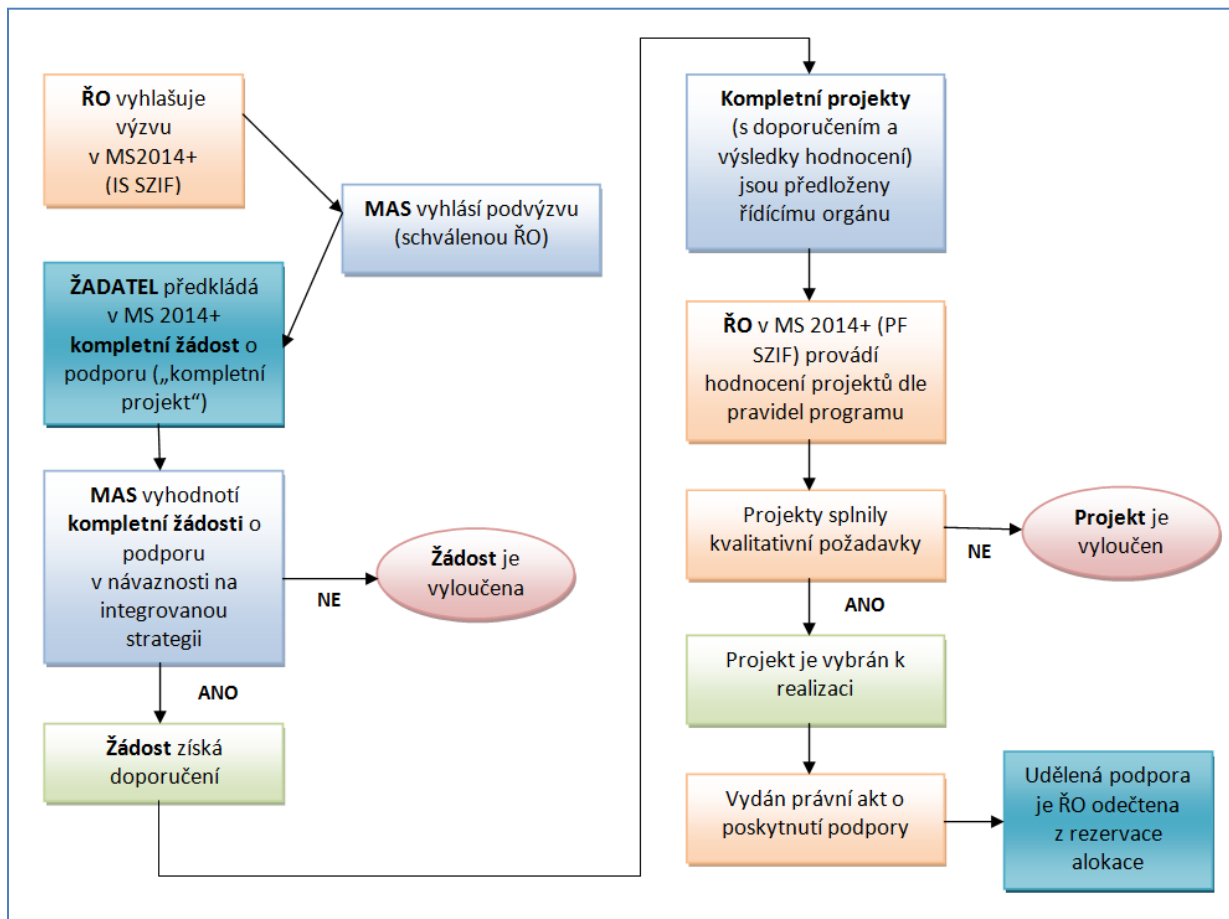 ŘO vyhlašuje
výzvu
v MS2014+
(IS SZIF)
MAS vyhlásí podvýzvu
(schválenou ŘO)
ŽADATEL předkládá
v MS 2014+
kompletní žádost o
podporu („kompletní
projekt“)
MAS vyhodnotí
kompletní žádosti o
podporu
v návaznosti na
integrovanou
strategii
NE
Žádost je
vyloučena
ANO
Žádost získá
doporučení
Kompletní projekty
(s doporučením a
výsledky hodnocení)
jsou předloženy
řídícímu orgánu
ŘO v MS 2014+ (PF
SZIF) provádí
hodnocení projektů dle
pravidel programu
Projekty splnily
kvalitativní požadavky
NE
Projekt je
vyloučen
ANO
Projekt je vybrán k
realizaci
Vydán právní akt o
poskytnutí podpory
Udělená podpora
je ŘO odečtena
z rezervace
alokace